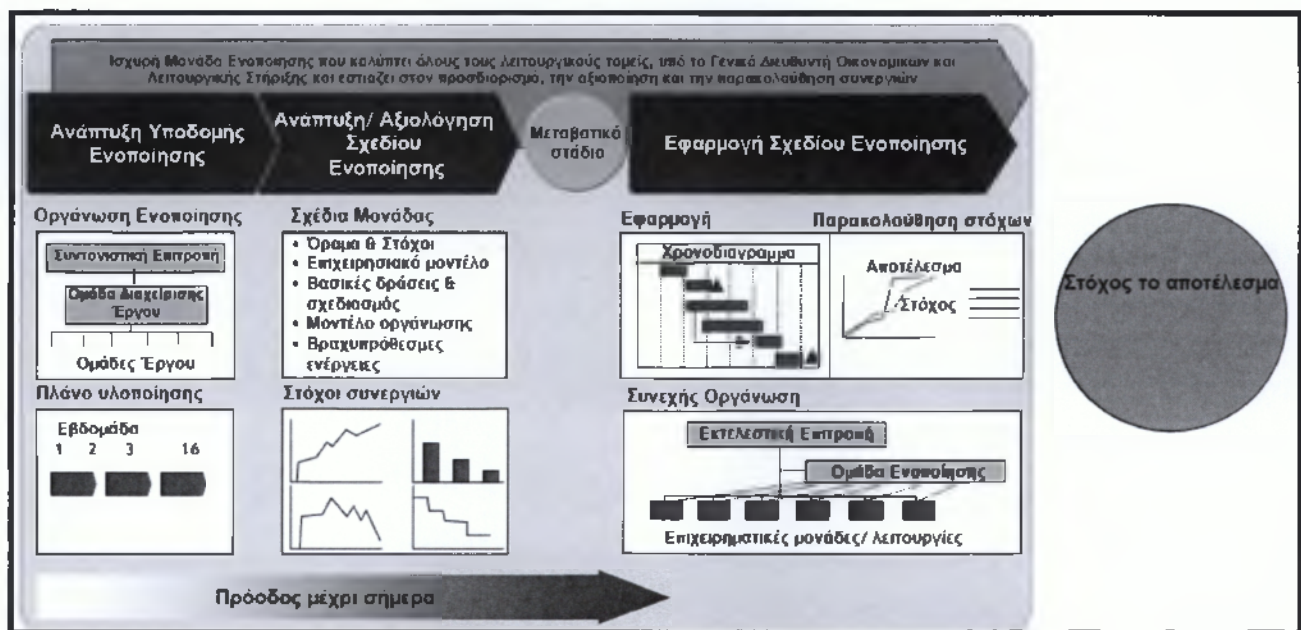 Ισχυρή Μονάδα Ενοποίησης που καλύπτει όλους τους λειτουργικούς τομείς, υπό το Γενικό Διευθυντή Οικονομικών και
Λειτουργικής Στήριξης και εστιάζει στον προσδιορισμό, την αξιοποίηση και την παρακολούθηση συνεργιών
Ανάπτυξη Υποδομής
Ενοποίησης
Ανάπτυξη/ Αξιολόγηση
Σχεδίου
Ενοποίησης
Μεταβατικό
στάδιο
Εφαρμογή Σχεδίου Ενοποίησης
Οργάνωση Ενοποίησης
Συντονιστική Επιτροπή
Ομάδα Διαχείρισης
Έργου
Ομάδες Έργου
Πλάνο υλοποίησης
Εβδομάδα
1 2 3 16
Σχέδια Μονάδας
• Όραμα & Στόχοι
• Επιχειρησιακό μοντέλο
• Βασικές δράσεις &
σχεδιασμός
• Μοντέλο οργάνωσης
• Βραχυπρόθεσμες
ενέργειες
Στόχοι συνεργιών
Εφαρμογή
Χρονοδιαγραμμα
Παρακολούθηση στόχων
Αποτέλεσμα
Στόχος
Συνεχής Οργάνωση
Εκτελεστική Επιτροπή
Ομάδα Ενοποίησης
Επιχειρηματικές μονάδες/ λειτουργίες
Στόχος το αποτέλεσμα
Πρόοδος μέχρι σήμερα